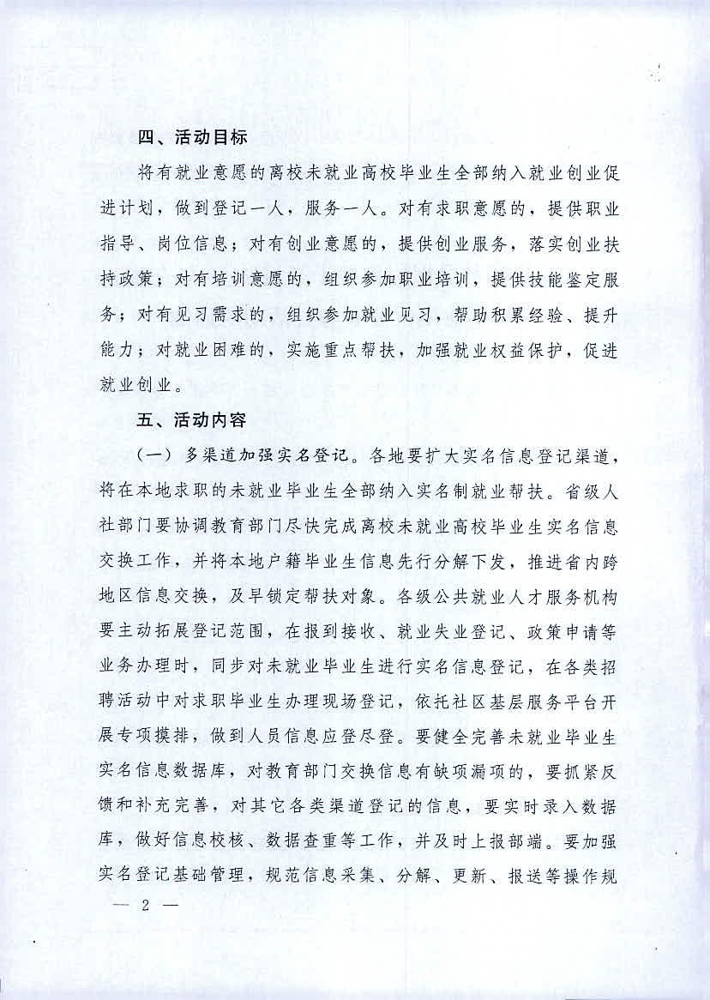 四、活动目标
将有就业意愿的离校未就业高校毕业生全部纳入就业创业促
进计划，做到登记一人，服务一人。对有求职意愿的，提供职业
指导、岗位信息；对有创业意愿的，提供创业服务，落实创业扶
持政策；对有培训意愿的，组织参加职业培训，提供技能鉴定服
务；对有见习需求的，组织参加就业见习，帮助积累经验、提升
能力；对就业困难的，实施重点帮扶，加强就业权益保护，促进
就业创业。
五、活动内容
（一）多渠道加强实名登记。各地要扩大实名信息登记渠道，
将在本地求职的未就业毕业生全部纳入实名制就业帮扶。省级人
社部门要协调教育部门尽快完成离校未就业高校毕业生实名信息
交换工作，并将本地户籍毕业生信息先行分解下发，推进省内跨
地区信息交换，及早锁定帮扶对象。各级公共就业人才服务机构
要主动拓展登记范围，在报到接收、就业失业登记、政策申请等
业务办理时，同步对未就业毕业生进行实名信息登记，在各类招
聘活动中对求职毕业生办理现场登记，依托社区基层服务平台开
展专项摸排，做到人员信息应登尽登。要健全完善未就业毕业生
实名信息数据库，对教育部门交换信息有缺项漏项的，要抓紧反
馈和补充完善，对其它各类渠道登记的信息，要实时录入数据
库，做好信息校核、数据查重等工作，并及时上报部端。要加强
实名登记基础管理，规范信息采集、分解、更新、报送等操作规
— 2 —